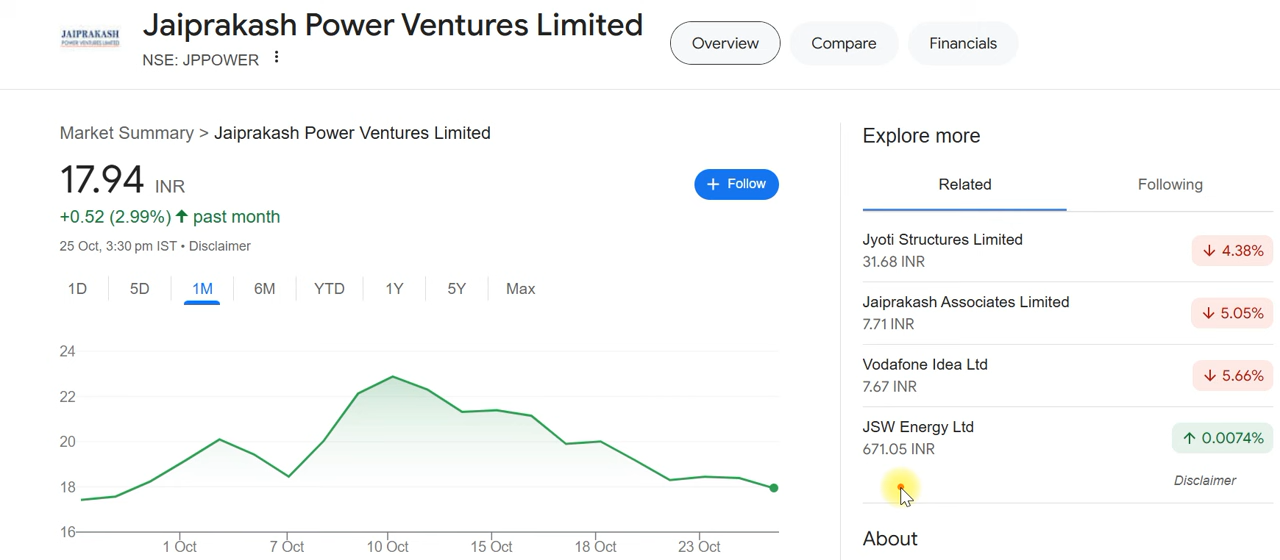 JAIPRAKASH
POWER VENTURES LIMITED
Jaiprakash Power Ventures Limited
NSE: JPPOWER
Overview
Compare
Financials
Market Summary > Jaiprakash Power Ventures Limited
17.94 INR
+ Follow
+0.52 (2.99%) ↑ past month
25 Oct, 3:30 pm IST • Disclaimer
1D 5D 1M 6M YTD 1Y 5Y Max
24
22
20
18
16
1 Oct 7 Oct 10 Oct 15 Oct 18 Oct 23 Oct
Explore more
Related Following
Jyoti Structures Limited
31.68 INR
↓ 4.38%
Jaiprakash Associates Limited
7.71 INR
↓ 5.05%
Vodafone Idea Ltd
7.67 INR
↓ 5.66%
JSW Energy Ltd
671.05 INR
↑ 0.0074%
Disclaimer
About